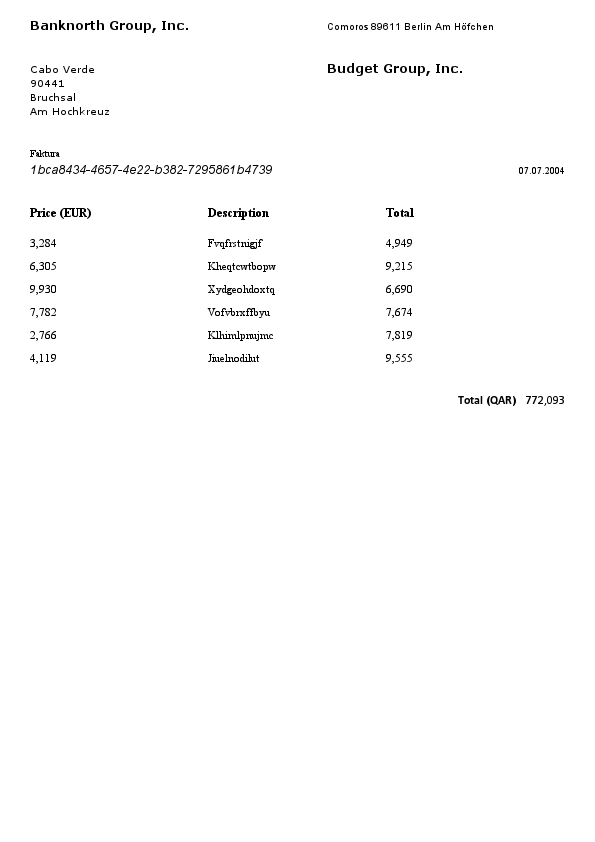 Banknorth Group, Inc.
Comoros 89611 Berlin Am Höfchen
Cabo Verde
90441
Bruchsal
Am Hochkreuz
Budget Group, Inc.
Faktura
1bca8434-4657-4e22-b382-7295861b4739 07.07.2004
Price (EUR) Description Total
3,284 Fvqfrstnigjf 4,949
6,305 Kheqtcwtbopw 9,215
9,930 Xydgeohdoxtq 6,690
7,782 Vofvbrxffbyu 7,674
2,766 Klhimlpnujmc 7,819
4,119 Jiuelnodilut 9,555
Total (QAR) 772,093